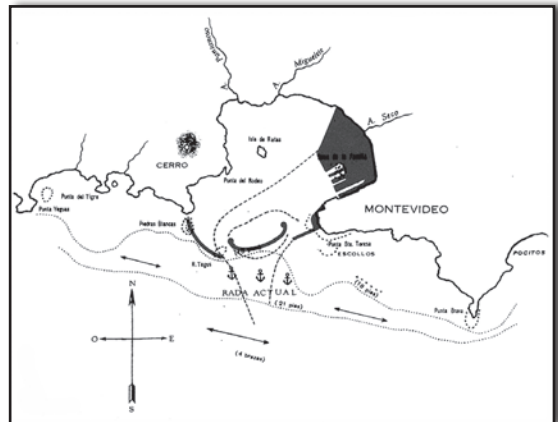 Pantanoso
Miguelete
A.
A.
A. Seco
Isla de Ratas
CERRO
Punta del Rodeo
Punta del Tigre
Punta Yeguas
Piedras Blancas
MONTEVIDEO
Punta Sta. Teresa
ESCOLLOS
POCITOS
RADA ACTUAL
(21 pies)
(18 pies)
Punta Brava
N
O
E
S
(4 brazas)